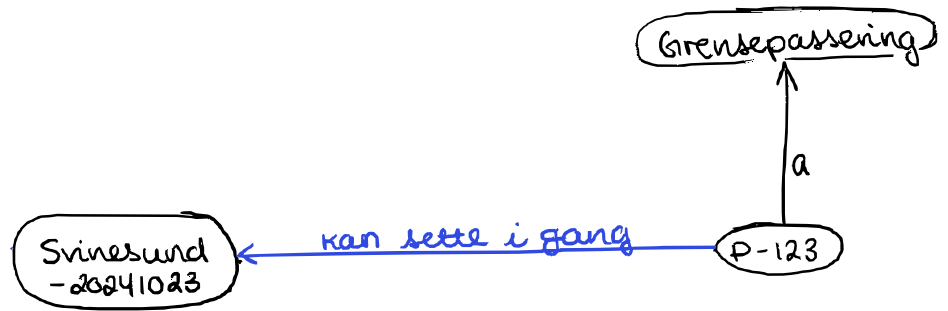 Grensepassering
a
kan sette i gang
Svinesund
-20241023
P-123